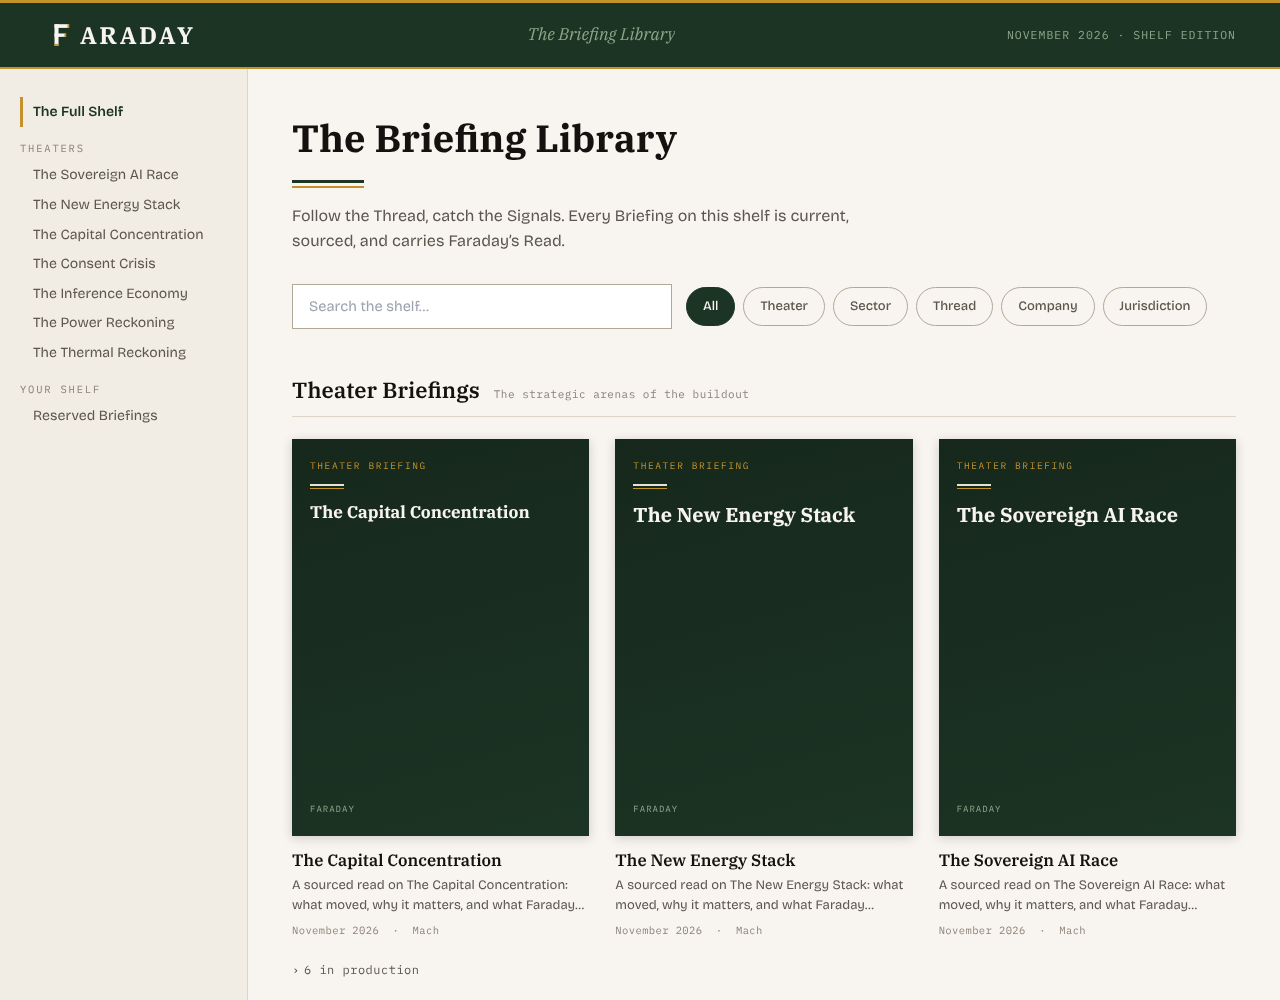 FARADAY
The Briefing Library
NOVEMBER 2026 · SHELF EDITION
The Full Shelf
THEATERS
The Sovereign AI Race
The New Energy Stack
The Capital Concentration
The Consent Crisis
The Inference Economy
The Power Reckoning
The Thermal Reckoning
YOUR SHELF
Reserved Briefings
The Briefing Library
Follow the Thread, catch the Signals. Every Briefing on this shelf is current,
sourced, and carries Faraday's Read.
Search the shelf...
All
Theater
Sector
Thread
Company
Jurisdiction
Theater Briefings
The strategic arenas of the buildout
THEATER BRIEFING
The Capital Concentration
FARADAY
The Capital Concentration
A sourced read on The Capital Concentration:
what moved, why it matters, and what Faraday...
November 2026 · Mach
THEATER BRIEFING
The New Energy Stack
FARADAY
The New Energy Stack
A sourced read on The New Energy Stack: what
moved, why it matters, and what Faraday...
November 2026 · Mach
THEATER BRIEFING
The Sovereign AI Race
FARADAY
The Sovereign AI Race
A sourced read on The Sovereign AI Race: what
moved, why it matters, and what Faraday...
November 2026 · Mach
› 6 in production